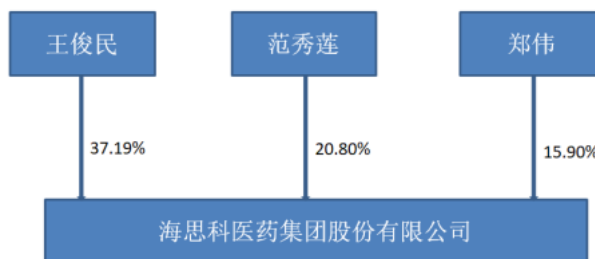 王俊民
范秀莲
郑伟
37.19%
20.80%
15.90%
海思科医药集团股份有限公司